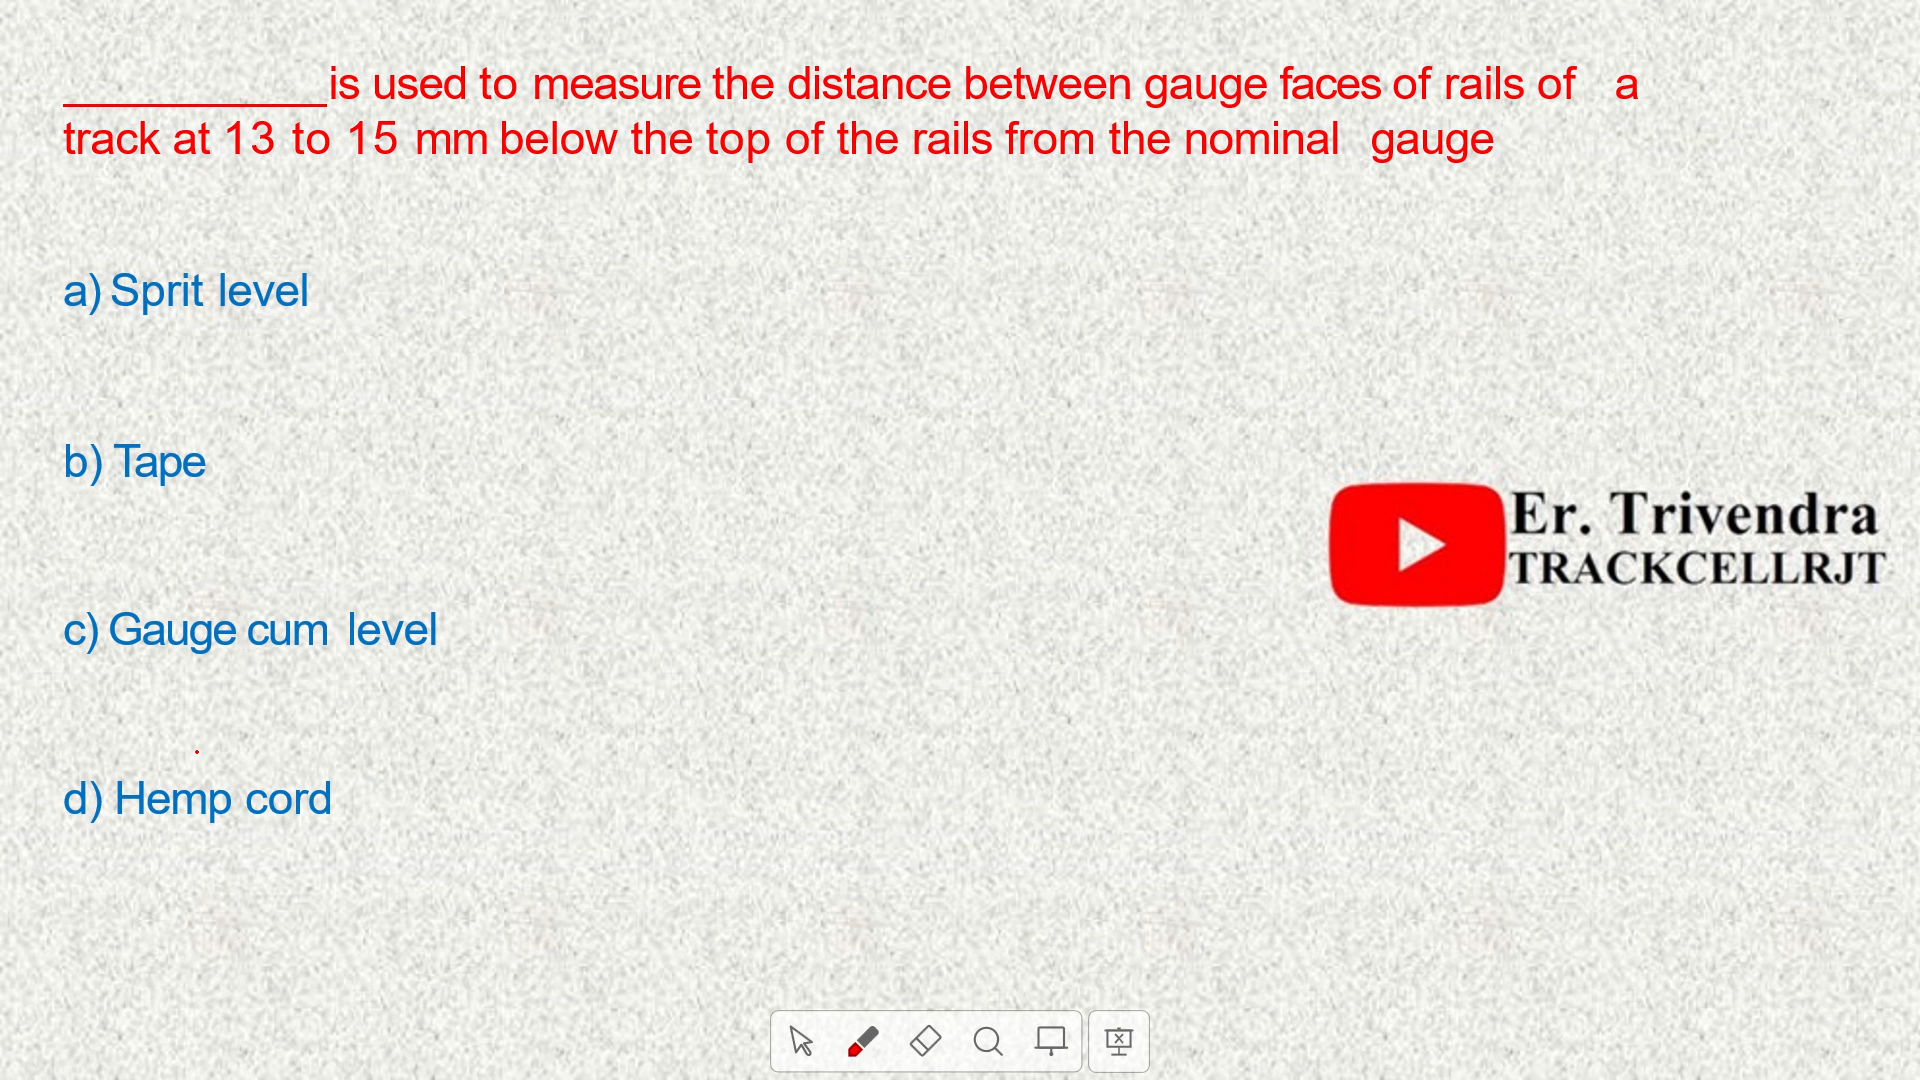 ___________is used to measure the distance between gauge faces of rails of a
track at 13 to 15 mm below the top of the rails from the nominal gauge
a) Sprit level
b) Tape
Er. Trivendra
TRACKCELLRJT
c) Gauge cum level
d) Hemp cord